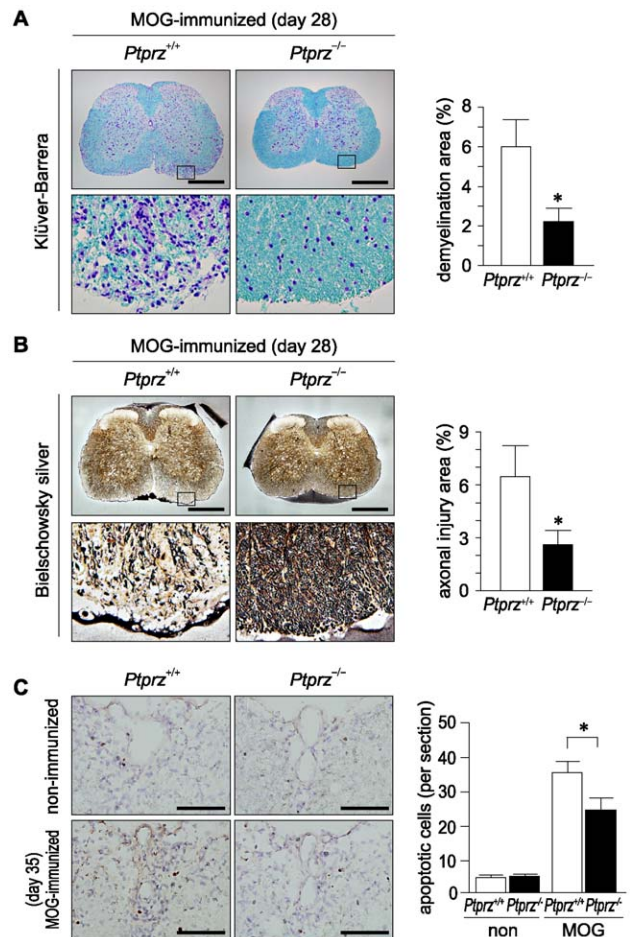 A
MOG-immunized (day 28)
Ptprz+/+ Ptprz−/−
Klüver-Barrera
demyelination area (%)
8
6
4
2
0
Ptprz+/+ Ptprz−/−
*
B
MOG-immunized (day 28)
Ptprz+/+ Ptprz−/−
Bielschowsky silver
axonal injury area (%)
9
6
3
0
Ptprz+/+ Ptprz−/−
*
C
Ptprz+/+ Ptprz−/−
non-immunized
(day 35)
MOG-immunized
apoptotic cells (per section)
50
40
30
20
10
0
*
Ptprz+/+ Ptprz-/- Ptprz+/+ Ptprz-/-
non MOG